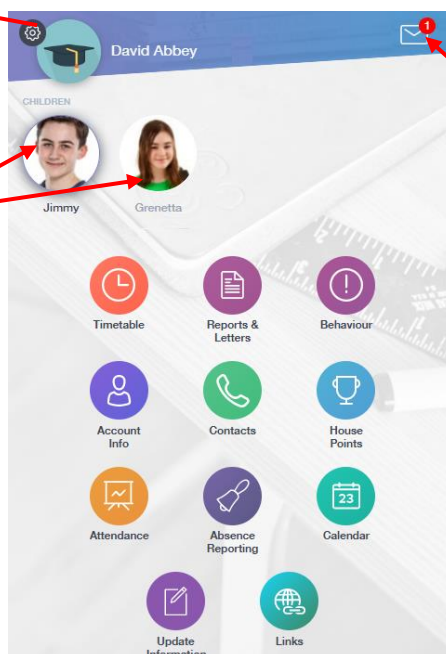 1
David Abbey
CHILDREN
Jimmy Grenetta
Timetable Reports & Behaviour
Letters
Account Contacts House
Info Points
23
Attendance Absence Calendar
Reporting
Update Links
Information